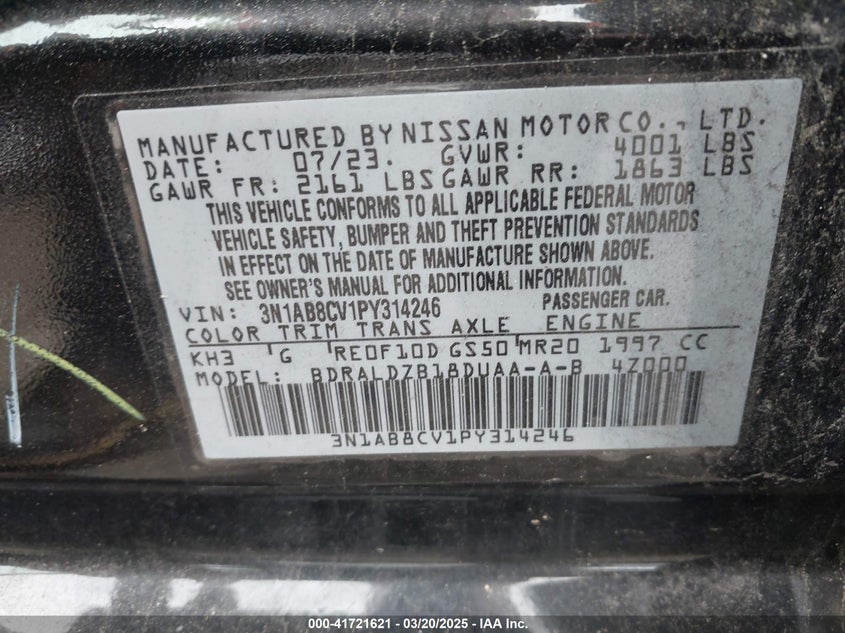 MANUFACTURED BY NISSAN MOTOR CO., LTD.
DATE: 07/23. GVWR: 4001 LBS
GAWR FR: 2161 LBS GAWR RR: 1863 LBS
THIS VEHICLE CONFORMS TO ALL APPLICABLE FEDERAL MOTOR
VEHICLE SAFETY, BUMPER AND THEFT PREVENTION STANDARDS
IN EFFECT ON THE DATE OF MANUFACTURE SHOWN ABOVE.
SEE OWNER'S MANUAL FOR ADDITIONAL INFORMATION.
VIN: 3N1AB8CV1PY314246 PASSENGER CAR.
COLOR TRIM TRANS AXLE ENGINE
KH3 G RE0F10D GS50 MR20 1997 CC
MODEL: BDRALDZB18DUAA-A-B 4Z000
3N1AB8CV1PY314246
000-41721621 — 03/20/2025 — IAA Inc.